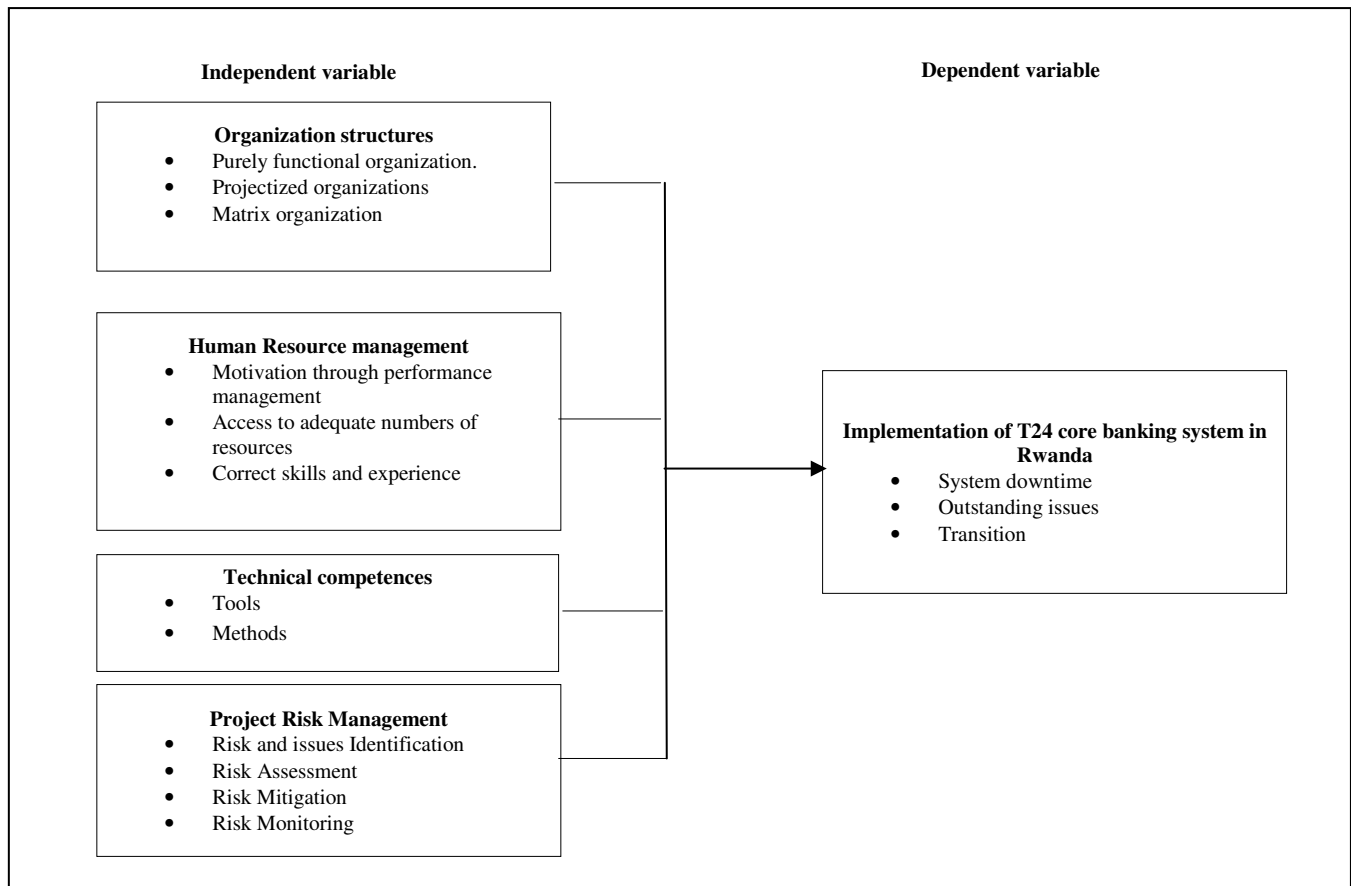 Independent variable
Organization structures
• Purely functional organization.
• Projectized organizations
• Matrix organization
Human Resource management
• Motivation through performance
management
• Access to adequate numbers of
resources
• Correct skills and experience
Technical competences
• Tools
• Methods
Project Risk Management
• Risk and issues Identification
• Risk Assessment
• Risk Mitigation
• Risk Monitoring
Dependent variable
Implementation of T24 core banking system in
Rwanda
• System downtime
• Outstanding issues
• Transition